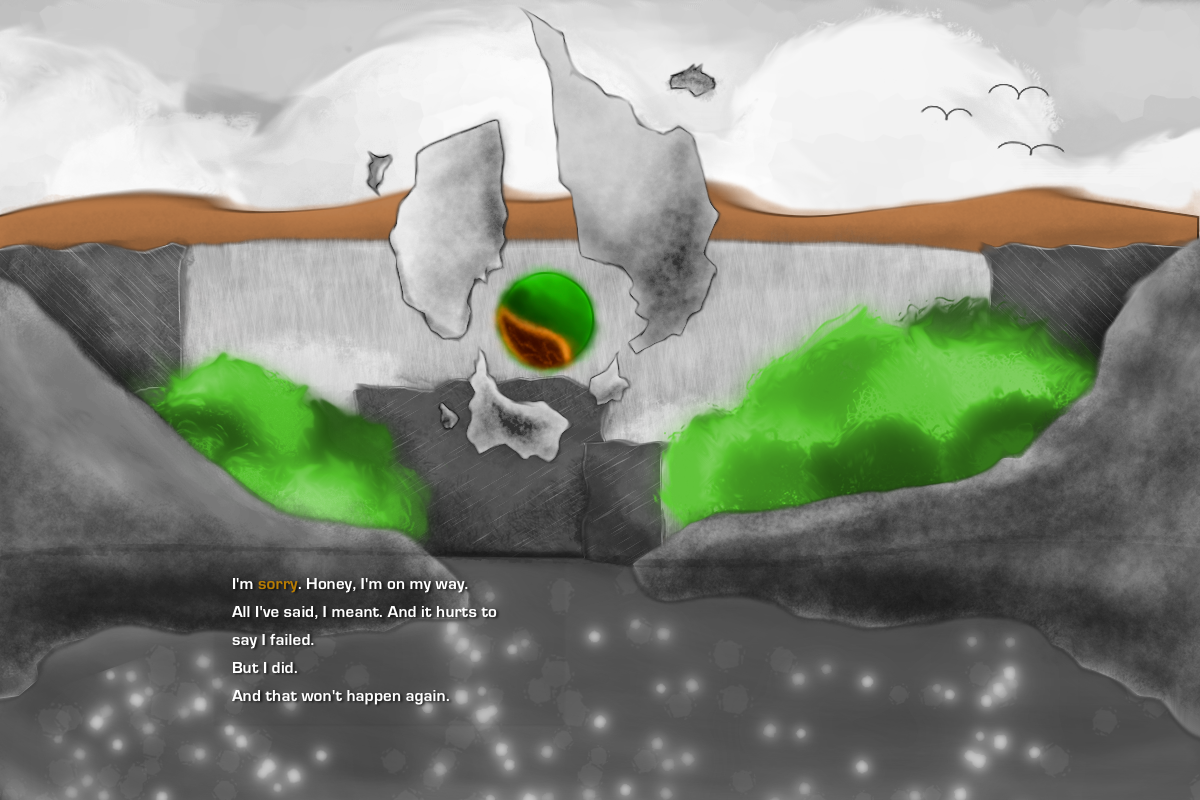 I'm sorry. Honey, I'm on my way.
All I've said, I meant. And it hurts to
say I failed.
But I did.
And that won't happen again.